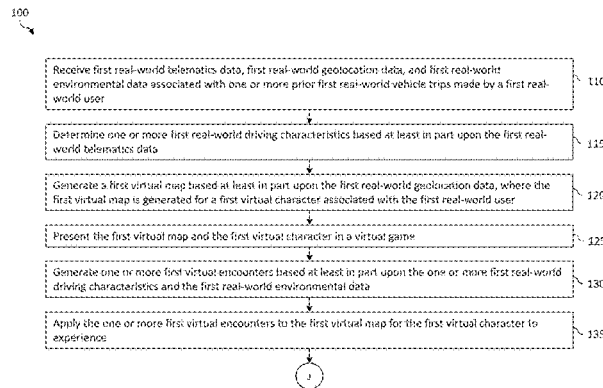 100
Receive first real-world telematics data, first real-world geolocation data, and first real-world
environmental data associated with one or more prior first real-world vehicle trips made by a first real-
world user
110
Determine one or more first real-world driving characteristics based at least in part upon the first real-
world telematics data
115
Generate a first virtual map based at least in part upon the first real-world geolocation data, where the
first virtual map is generated for a first virtual character associated with the first real-world user
120
Present the first virtual map and the first virtual character in a virtual game
125
Generate one or more first virtual encounters based at least in part upon the one or more first real-world
driving characteristics and the first real-world environmental data
130
Apply the one or more first virtual encounters to the first virtual map for the first virtual character to
experience
135